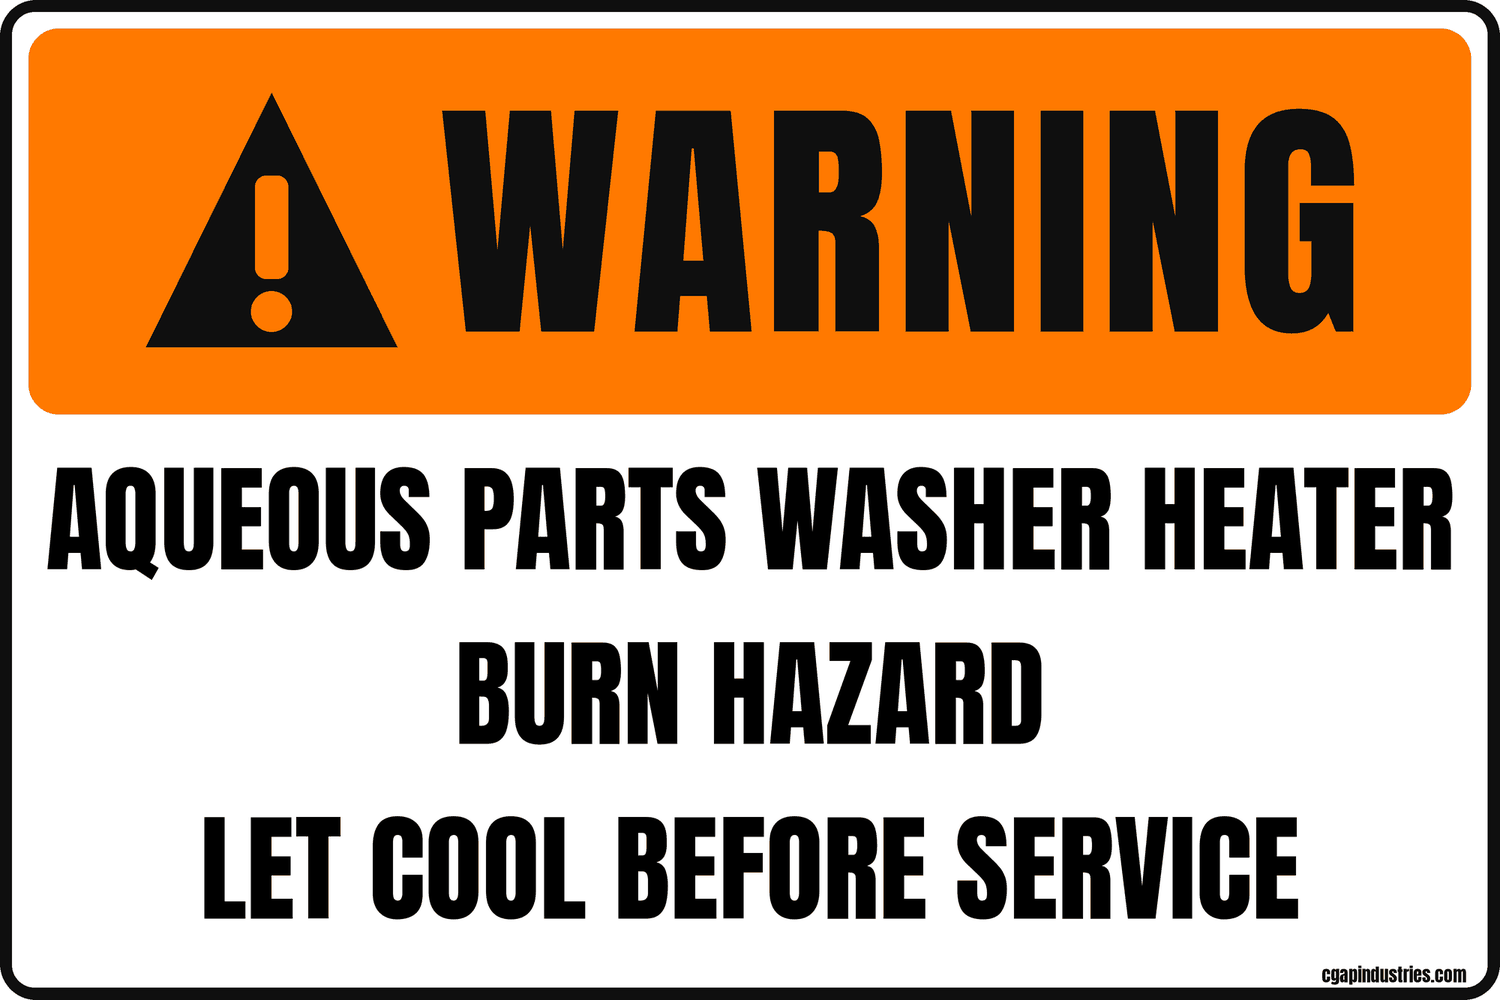 WARNING
AQUEOUS PARTS WASHER HEATER
BURN HAZARD
LET COOL BEFORE SERVICE
cgapindustries.com